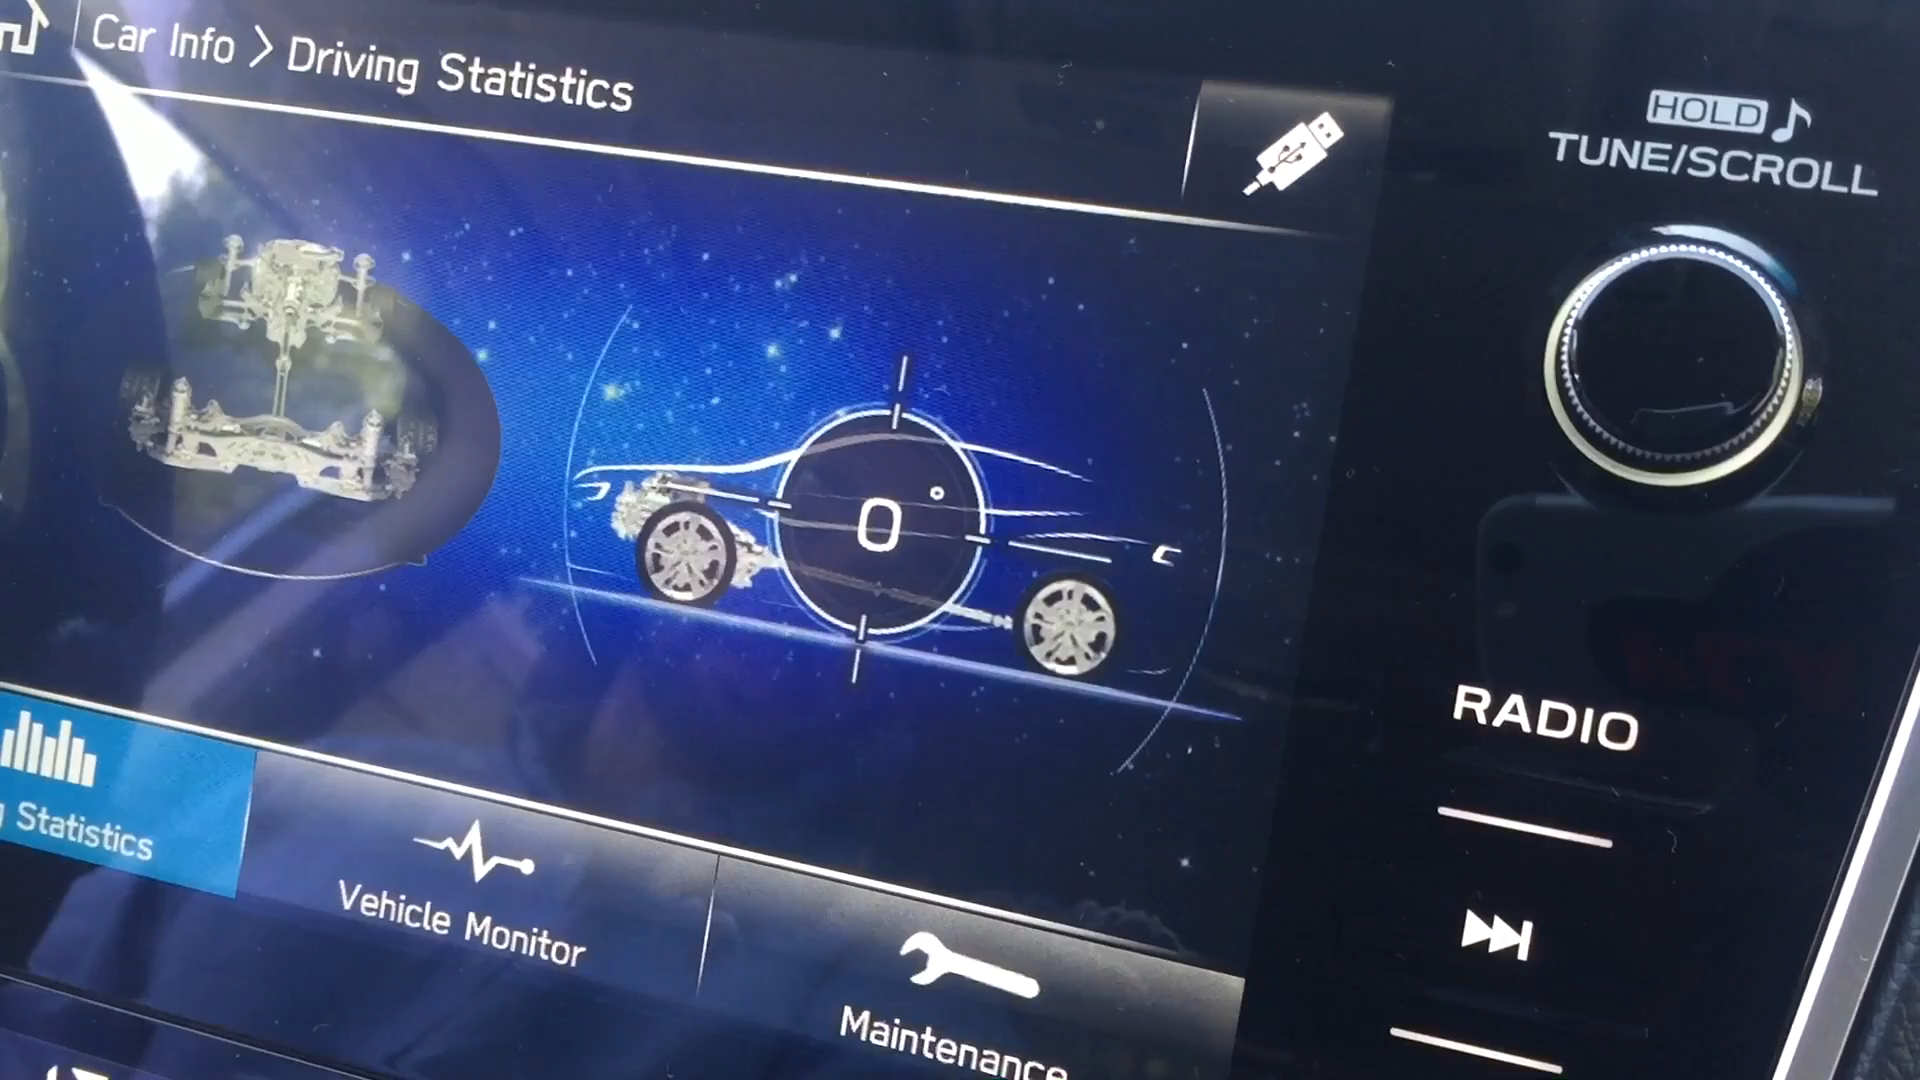 Car Info > Driving Statistics
HOLD
TUNE/SCROLL
0°
RADIO
Statistics
Vehicle Monitor
Maintenance